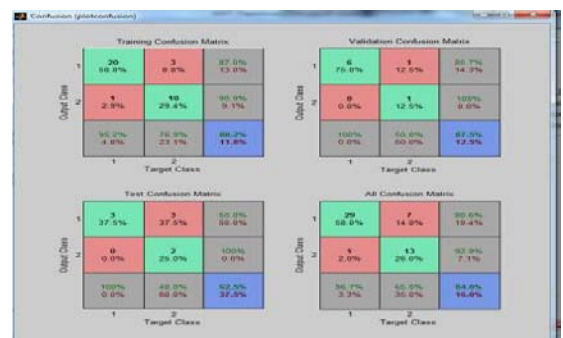 Confusion (plotconfusion)
Training Confusion Matrix
1 20 3 87.0%
58.8% 8.8% 13.0%
2 1 10 90.9%
2.9% 29.4% 9.1%
95.2% 76.9% 88.2%
4.8% 23.1% 11.8%
1 2
Target Class
Output Class
Validation Confusion Matrix
1 6 1 85.7%
75.0% 12.5% 14.3%
2 0 1 100%
0.0% 12.5% 0.0%
100% 50.0% 87.5%
0.0% 50.0% 12.5%
1 2
Target Class
Output Class
Test Confusion Matrix
1 3 3 50.0%
37.5% 37.5% 50.0%
2 0 2 100%
0.0% 25.0% 0.0%
100% 40.0% 62.5%
0.0% 60.0% 37.5%
1 2
Target Class
Output Class
All Confusion Matrix
1 29 7 80.6%
58.0% 14.0% 19.4%
2 1 13 92.9%
2.0% 26.0% 7.1%
96.7% 65.0% 84.0%
3.3% 35.0% 16.0%
1 2
Target Class
Output Class